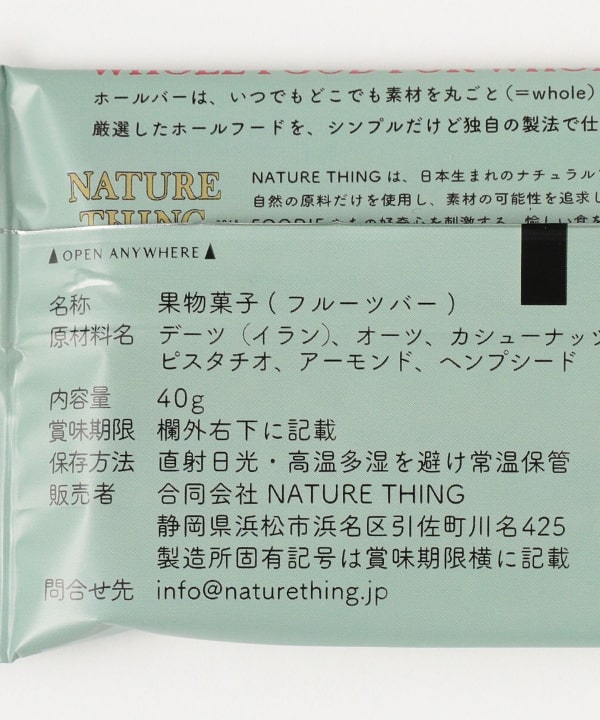 WHOLE FOOD FOR WHOLE
ホールバーは、いつでもどこでも素材を丸ごと(=whole)
厳選したホールフードを、シンプルだけど独自の製法で仕
NATURE
THING
NATURE THING は、日本生まれのナチュラル
自然の原料だけを使用し、素材の可能性を追求し
▲OPEN ANYWHERE▲
名称 果物菓子(フルーツバー)
原材料名 デーツ(イラン)、オーツ、カシューナッツ
ピスタチオ、アーモンド、ヘンプシード
内容量 40g
賞味期限 欄外右下に記載
保存方法 直射日光・高温多湿を避け常温保管
販売者 合同会社 NATURE THING
静岡県浜松市浜名区引佐町川名425
製造所固有記号は賞味期限横に記載
問合せ先 info@naturething.jp